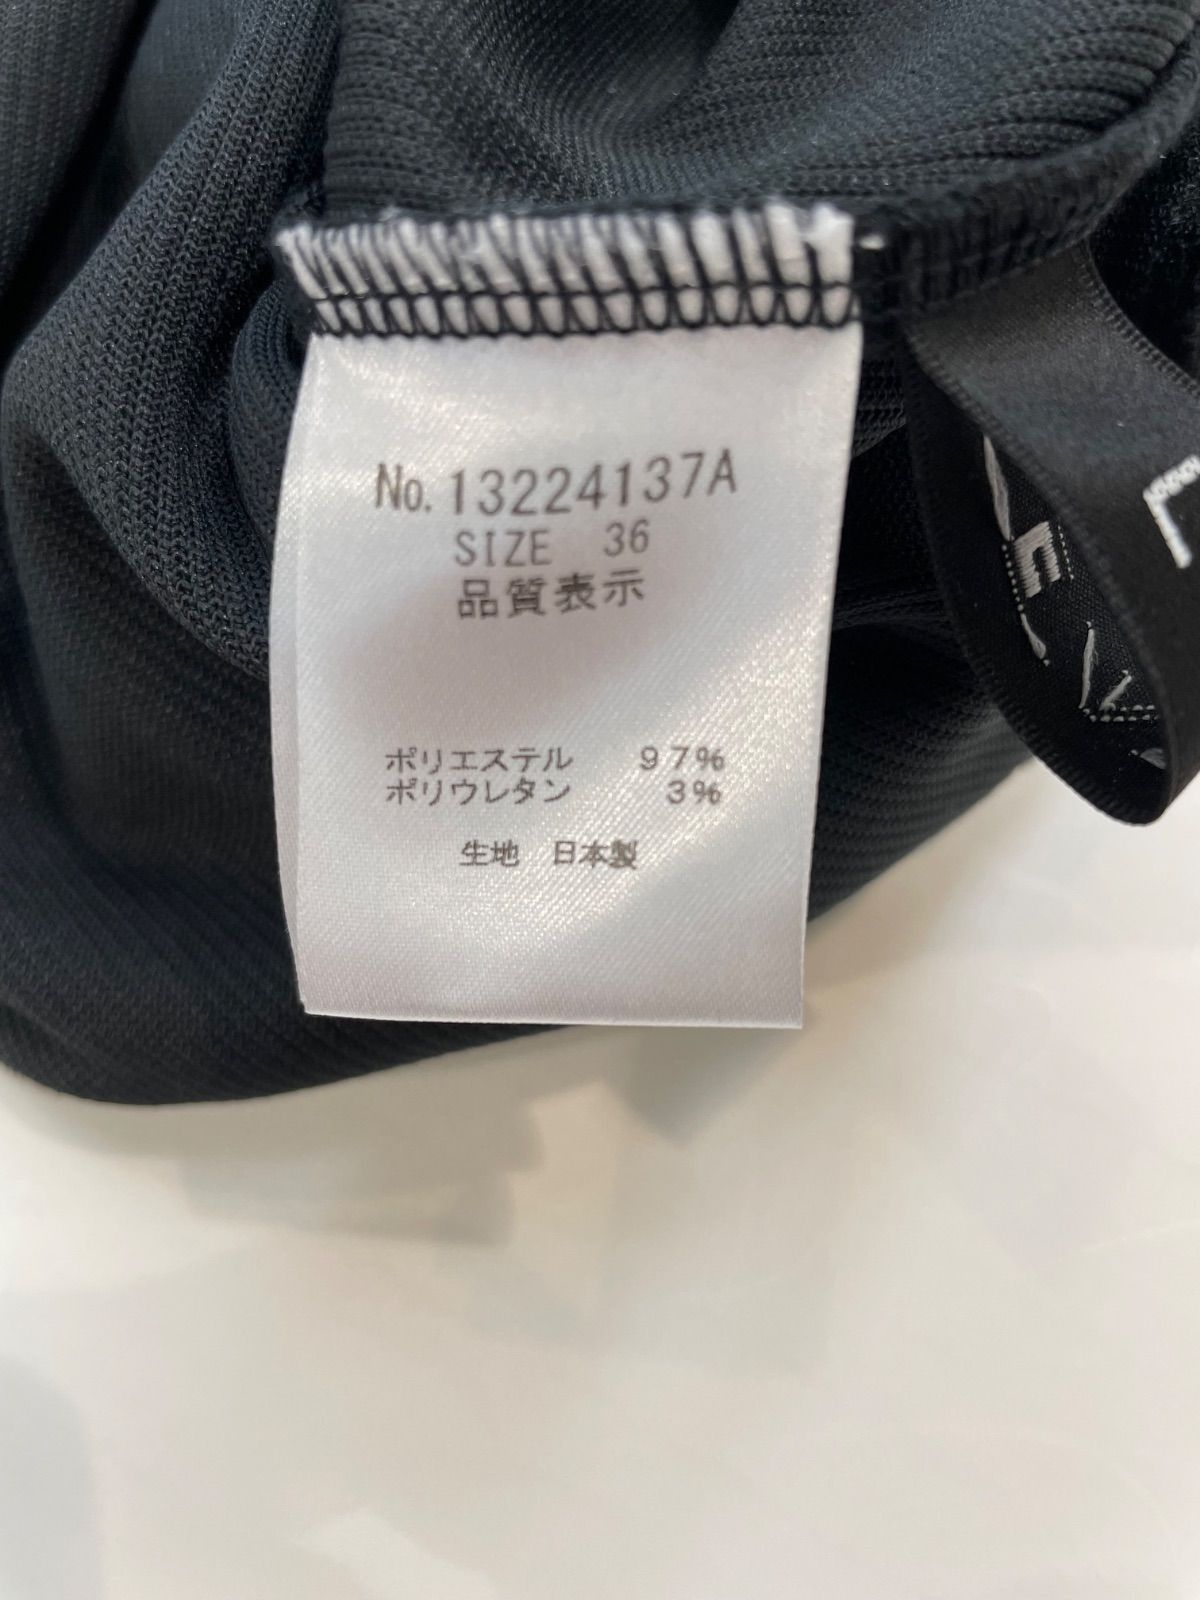 No. 13224137A
SIZE 36
品質表示
ポリエステル 97%
ポリウレタン 3%
生地 日本製